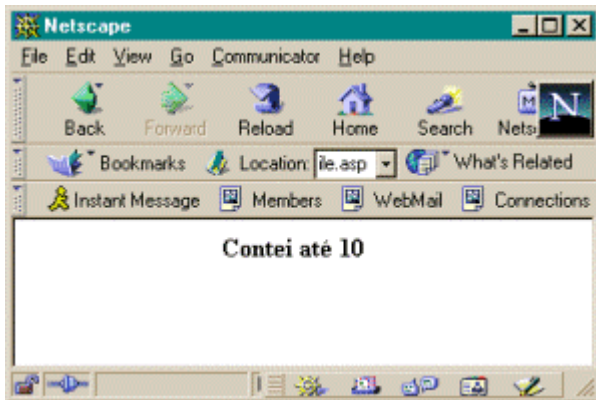 Netscape
File Edit View Go Communicator Help
Back Forward Reload Home Search Nets
N
Bookmarks Location: ile.asp What's Related
Instant Message Members WebMail Connections
Contei até 10